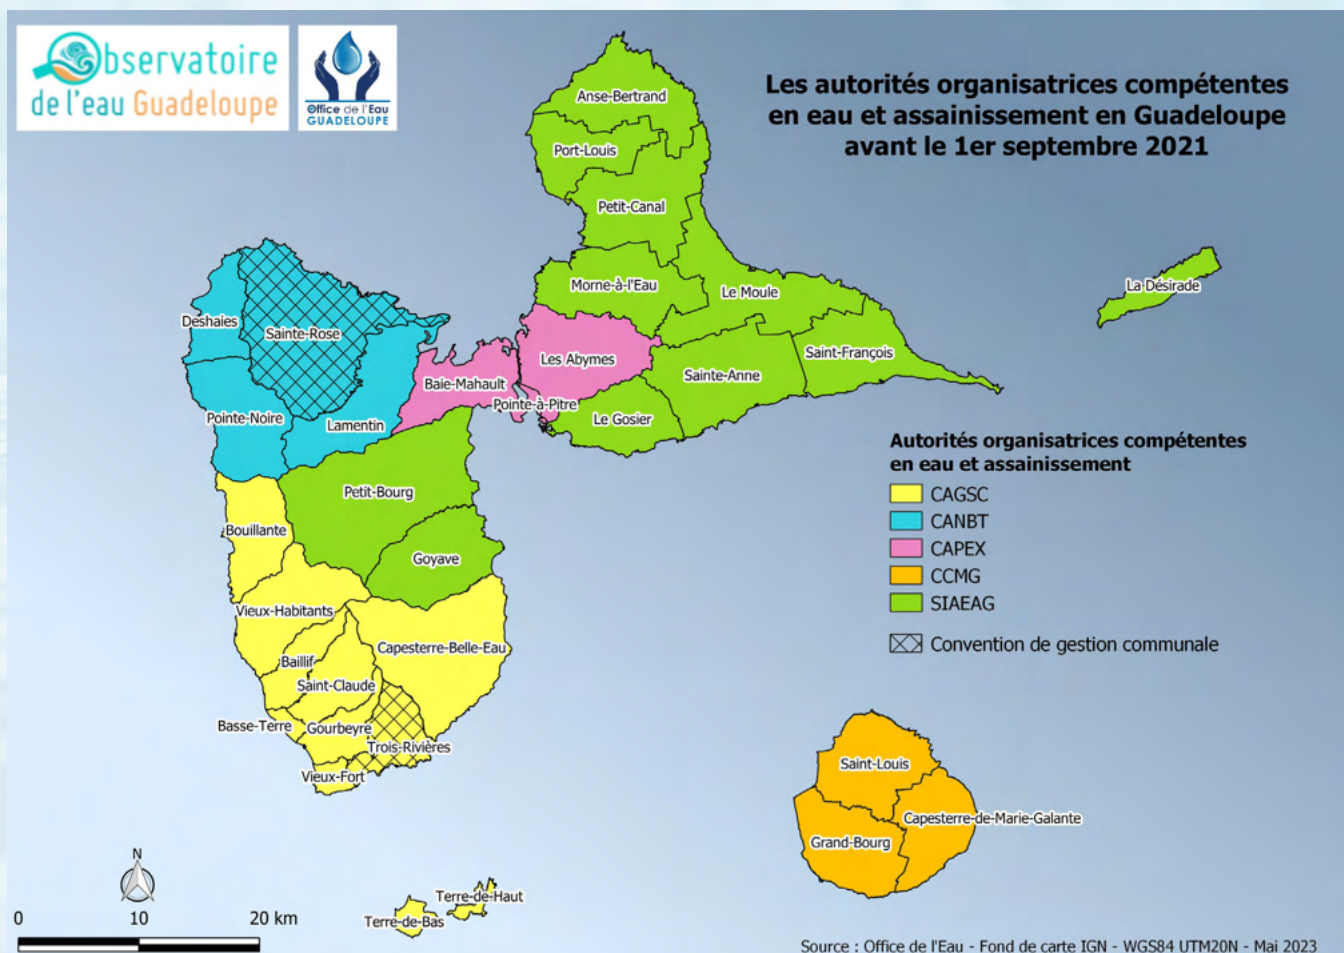 Observatoire
de l'eau Guadeloupe
Office de l'Eau
GUADELOUPE
Les autorités organisatrices compétentes
en eau et assainissement en Guadeloupe
avant le 1er septembre 2021
Anse-Bertrand
Port-Louis
Petit-Canal
Morne-à-l'Eau
Le Moule
La Désirade
Deshaies
Sainte-Rose
Les Abymes
Saint-François
Baie-Mahault
Sainte-Anne
Pointe-à-Pitre
Pointe-Noire
Lamentin
Le Gosier
Autorités organisatrices compétentes
en eau et assainissement
CAGSC
CANBT
CAPEX
CCMG
SIAEAG
Convention de gestion communale
Petit-Bourg
Bouillante
Goyave
Vieux-Habitants
Capesterre-Belle-Eau
Baillif
Saint-Claude
Basse-Terre
Gourbeyre
Trois-Rivières
Vieux-Fort
Saint-Louis
Capesterre-de-Marie-Galante
Grand-Bourg
Terre-de-Haut
Terre-de-Bas
N
0 10 20 km
Source : Office de l'Eau - Fond de carte IGN - WGS84 UTM20N - Mai 2023